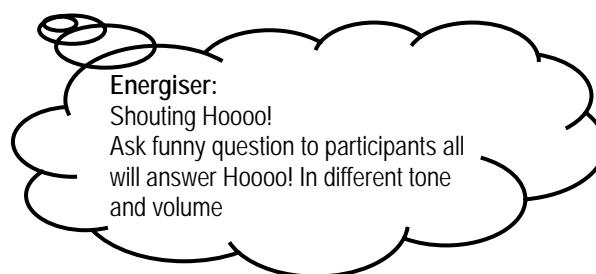 Energiser:
Shouting Hoooo!
Ask funny question to participants all
will answer Hoooo! In different tone
and volume